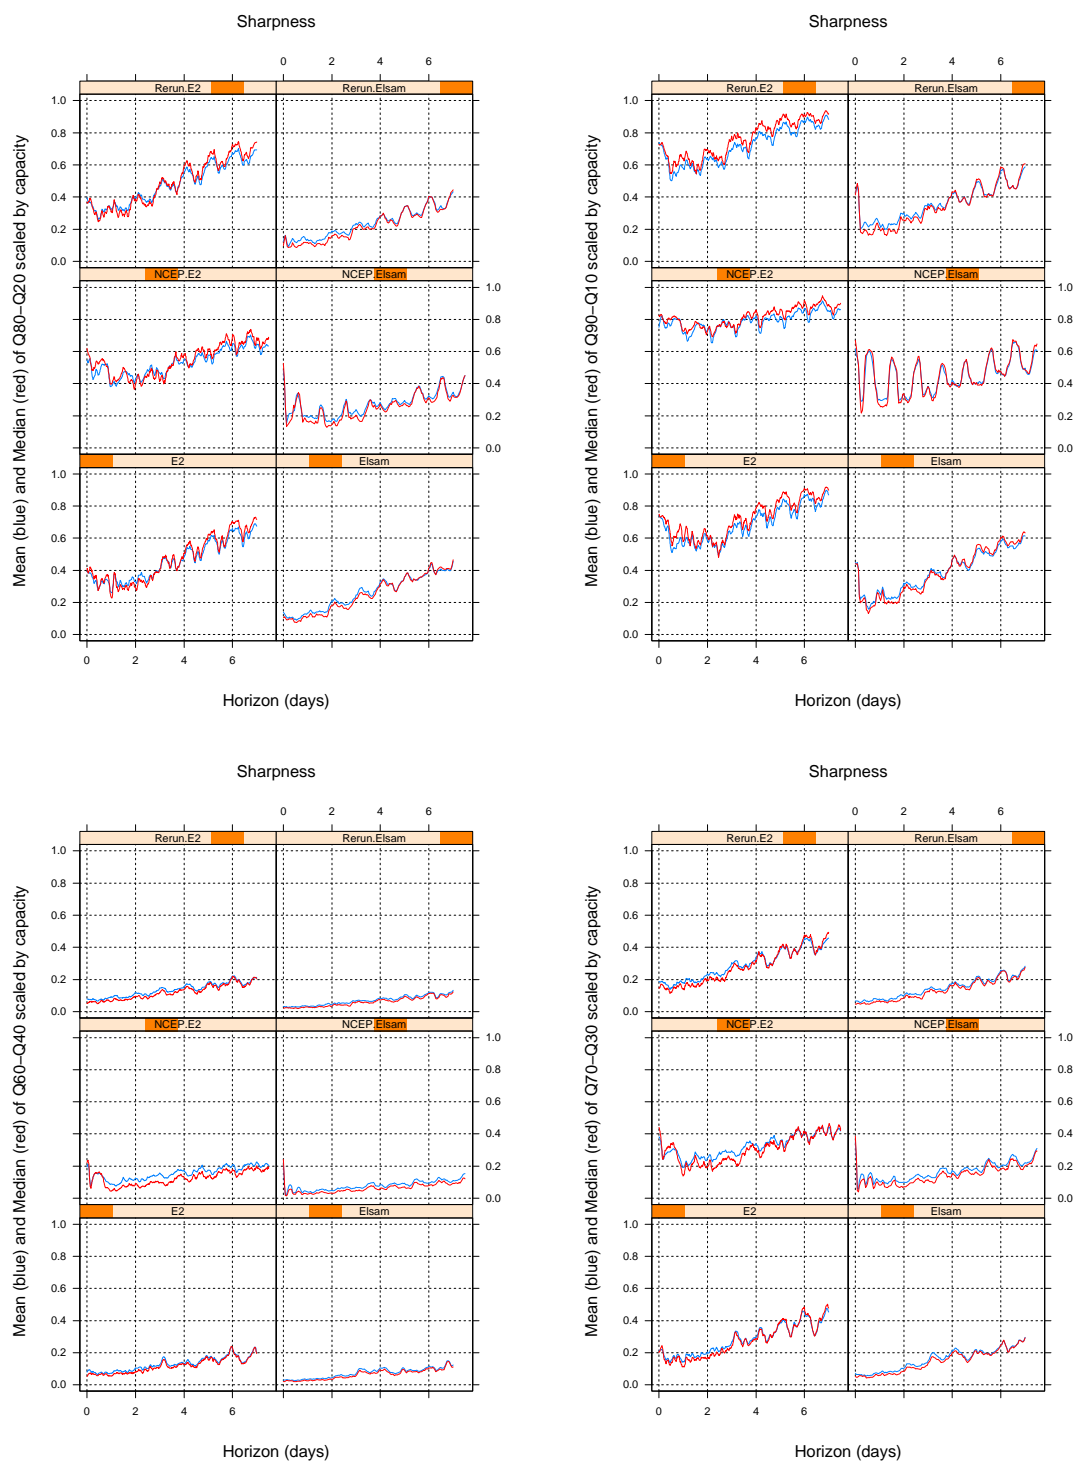 Sharpness
0 2 4 6
Rerun.E2 Rerun.Elsam
1.0
0.8
0.6
0.4
0.2
0.0
NCEP.E2 NCEP.Elsam
1.0
0.8
0.6
0.4
0.2
0.0
E2 Elsam
1.0
0.8
0.6
0.4
0.2
0.0
0 2 4 6
Horizon (days)
Mean (blue) and Median (red) of Q80−Q20 scaled by capacity
Sharpness
0 2 4 6
Rerun.E2 Rerun.Elsam
1.0
0.8
0.6
0.4
0.2
0.0
NCEP.E2 NCEP.Elsam
1.0
0.8
0.6
0.4
0.2
0.0
E2 Elsam
1.0
0.8
0.6
0.4
0.2
0.0
0 2 4 6
Horizon (days)
Mean (blue) and Median (red) of Q90−Q10 scaled by capacity
Sharpness
0 2 4 6
Rerun.E2 Rerun.Elsam
1.0
0.8
0.6
0.4
0.2
0.0
NCEP.E2 NCEP.Elsam
1.0
0.8
0.6
0.4
0.2
0.0
E2 Elsam
1.0
0.8
0.6
0.4
0.2
0.0
0 2 4 6
Horizon (days)
Mean (blue) and Median (red) of Q60−Q40 scaled by capacity
Sharpness
0 2 4 6
Rerun.E2 Rerun.Elsam
1.0
0.8
0.6
0.4
0.2
0.0
NCEP.E2 NCEP.Elsam
1.0
0.8
0.6
0.4
0.2
0.0
E2 Elsam
1.0
0.8
0.6
0.4
0.2
0.0
0 2 4 6
Horizon (days)
Mean (blue) and Median (red) of Q70−Q30 scaled by capacity